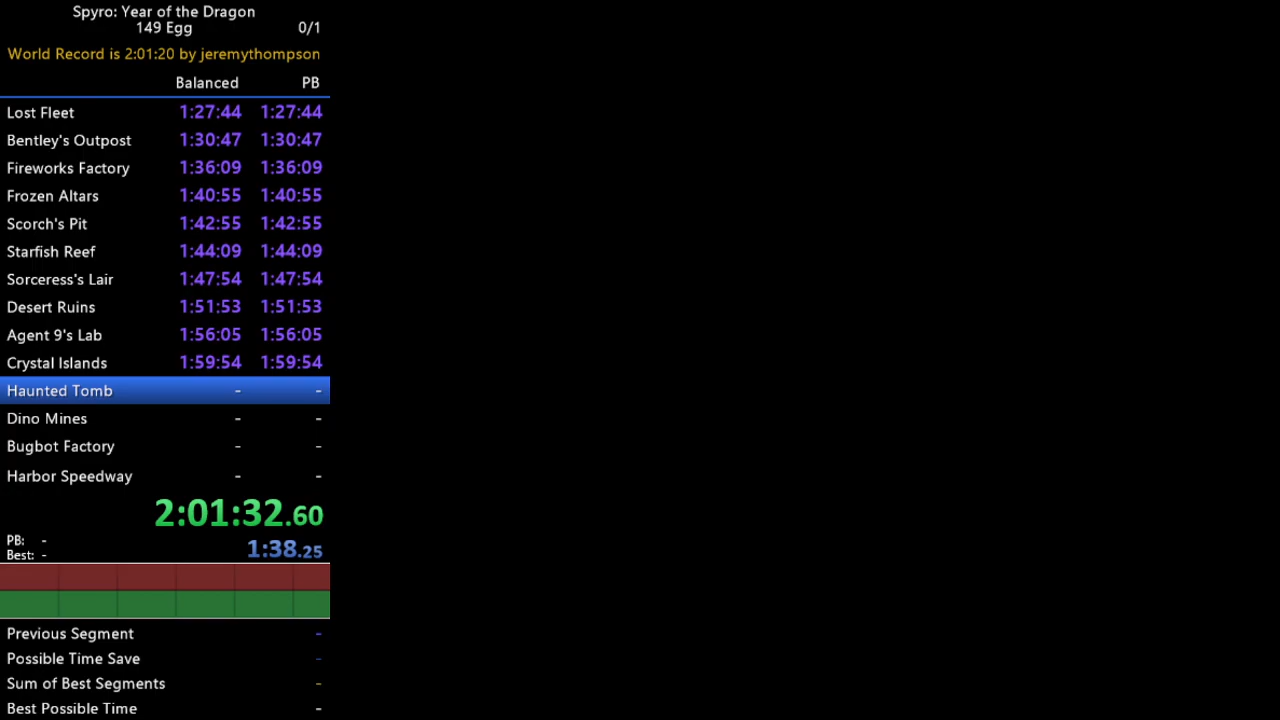 Spyro: Year of the Dragon
149 Egg 0/1
World Record is 2:01:20 by jeremythompson
Balanced PB
Lost Fleet 1:27:44 1:27:44
Bentley's Outpost 1:30:47 1:30:47
Fireworks Factory 1:36:09 1:36:09
Frozen Altars 1:40:55 1:40:55
Scorch's Pit 1:42:55 1:42:55
Starfish Reef 1:44:09 1:44:09
Sorceress's Lair 1:47:54 1:47:54
Desert Ruins 1:51:53 1:51:53
Agent 9's Lab 1:56:05 1:56:05
Crystal Islands 1:59:54 1:59:54
Haunted Tomb - -
Dino Mines - -
Bugbot Factory - -
Harbor Speedway - -
2:01:32.60
PB: -
Best: - 1:38.25
Previous Segment -
Possible Time Save -
Sum of Best Segments -
Best Possible Time -